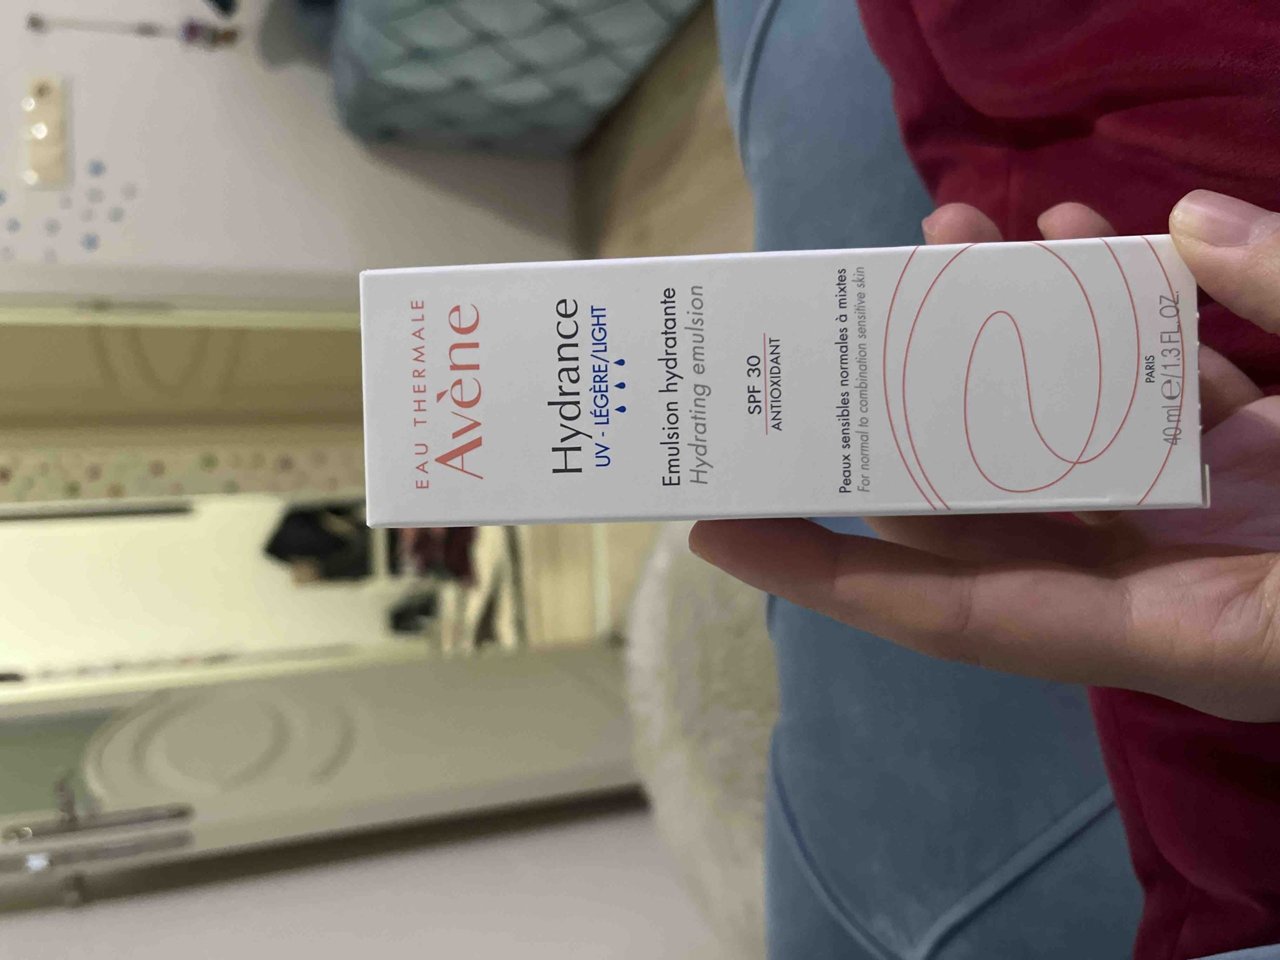 EAU THERMALE
Avène
Hydrance
UV - LÉGÈRE/LIGHT
Emulsion hydratante
Hydrating emulsion
SPF 30
ANTIOXIDANT
Peaux sensibles normales à mixtes
For normal to combination sensitive skin
PARIS
40 ml ℮/1.3 FL.OZ.